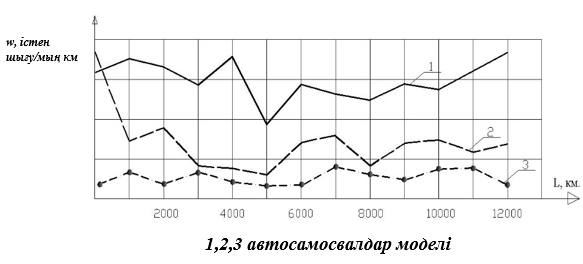 w, істен
шығу/мың км
1
2
3
L, км.
2000 4000 6000 8000 10000 12000
1,2,3 автосамосвалдар моделі